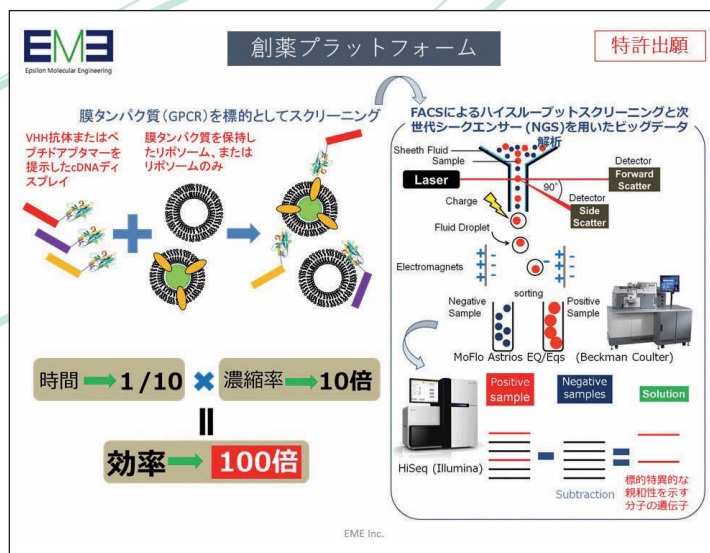 EME
Epsilon Molecular Engineering
創薬プラットフォーム
特許出願
膜タンパク質(GPCR)を標的としてスクリーニング
VHH抗体またはペ
プチドアプタマーを
提示したcDNAディ
スプレイ
膜タンパク質を保持し
たリポソーム、または
リポソームのみ
時間
1/10
濃縮率
10倍
効率
100倍
FACSによるハイスループットスクリーニングと次
世代シークエンサー(NGS)を用いたビッグデータ
解析
Sheeth Fluid
Sample
Laser
Detector
Forward
Scatter
90°
Detector
Side
Scatter
Charge
Fluid Droplet
Electromagnets
sorting
Negative
Sample
Positive
Sample
MoFlo Astrios EQ/Eqs (Beckman Coulter)
Positive
sample
Negative
samples
Solution
HiSeq (Illumina)
Subtraction
標的特異的な
親和性を示す
分子の遺伝子
EME Inc.